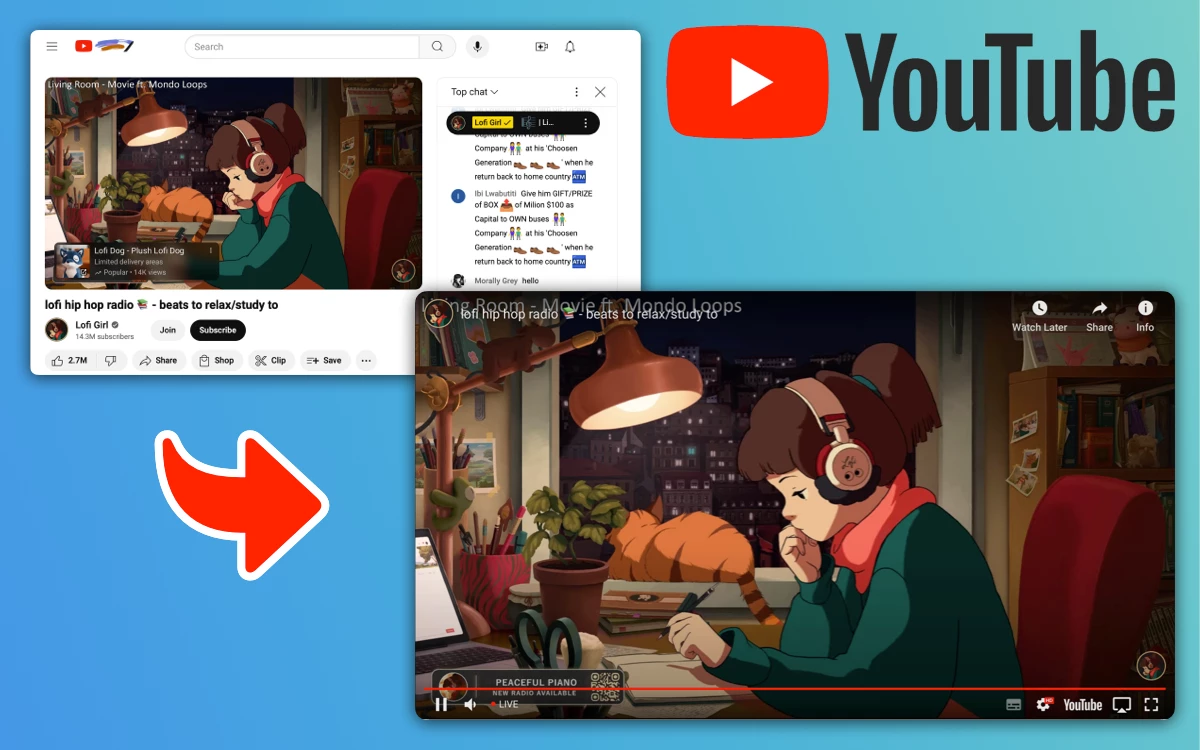 Search
Living Room - Movie ft. Mondo Loops
Lofi Dog - Plush Lofi Dog
Limited delivery areas
Popular • 14K views
lofi hip hop radio 📚 - beats to relax/study to
Lofi Girl
14.3M subscribers
Join
Subscribe
2.7M
Share
Shop
Clip
Save
Top chat
Lofi Girl
| Li...
Capital to OWN buses 👫
Company 👫 at his 'Choosen
Generation 👞 👞 👞 ' when he
return back to home country 🏧
I
Ibi Lwabutiti Give him GIFT/PRIZE
of BOX 📤 of Milion $100 as
Capital to OWN buses 👫
Company 👫 at his 'Choosen
Generation 👞 👞 👞 ' when he
return back to home country 🏧
Morally Grey hello
YouTube
Living Room - Movie ft. Mondo Loops
lofi hip hop radio 📚 - beats to relax/study to
Watch Later
Share
Info
PEACEFUL PIANO
NEW RADIO AVAILABLE
LIVE
HD
YouTube